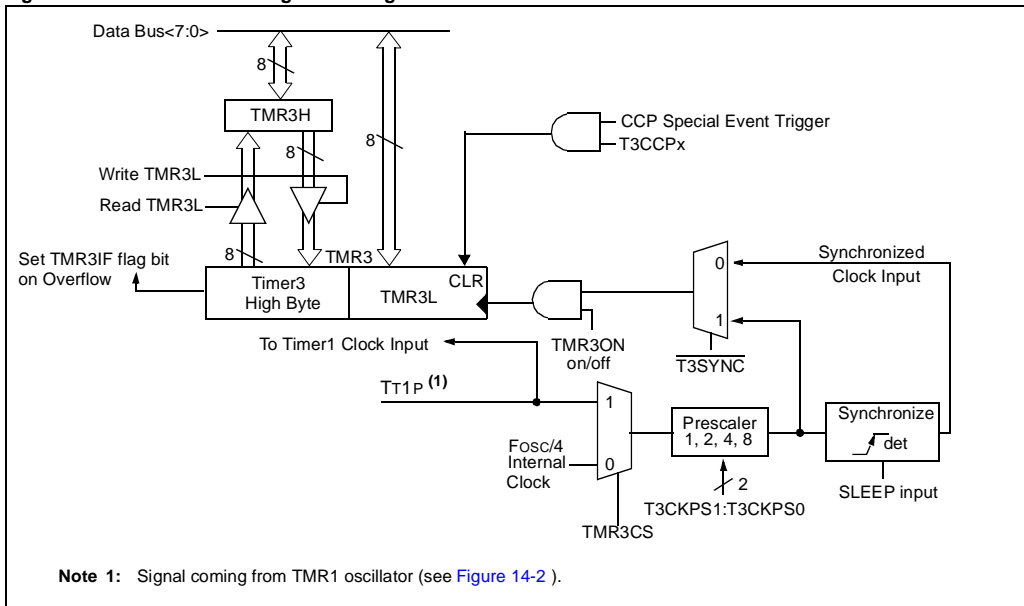 Data Bus<7:0>
8
TMR3H
CCP Special Event Trigger
T3CCPx
8
8
Write TMR3L
Read TMR3L
8
TMR3
Set TMR3IF flag bit
on Overflow
Timer3
High Byte
TMR3L
CLR
0
Synchronized
Clock Input
1
TMR3ON
on/off
T3SYNC
To Timer1 Clock Input
TT1P (1)
1
Prescaler
1, 2, 4, 8
Synchronize
det
FOSC/4
Internal
Clock
0
2
SLEEP input
T3CKPS1:T3CKPS0
TMR3CS
Note 1: Signal coming from TMR1 oscillator (see Figure 14-2 ).